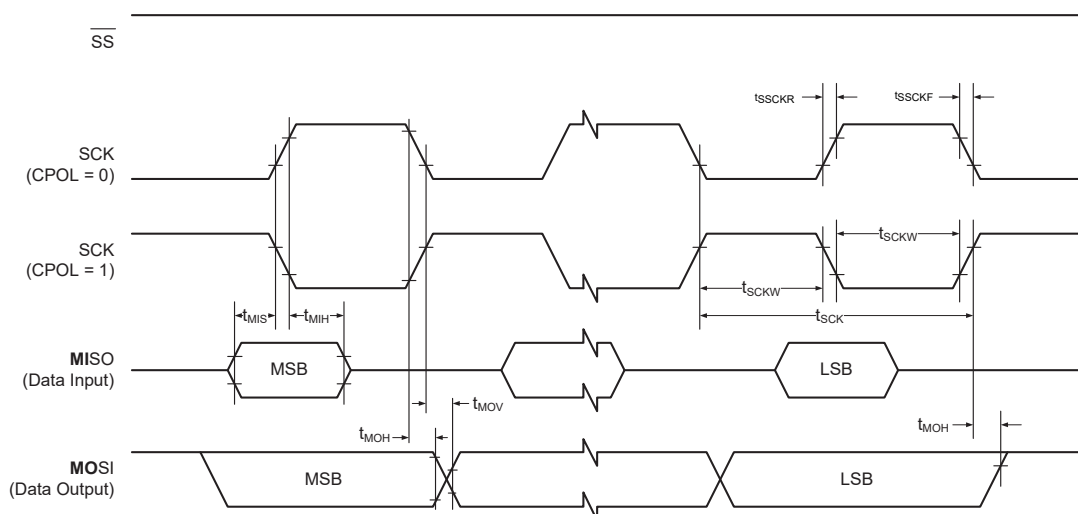 SS
tSSCKR
tSSCKF
SCK
(CPOL = 0)
SCK
(CPOL = 1)
tSCKW
tSCKW
tSCK
tMIS
tMIH
MISO
(Data Input)
MSB
LSB
tMOV
tMOH
tMOH
MOSI
(Data Output)
MSB
LSB